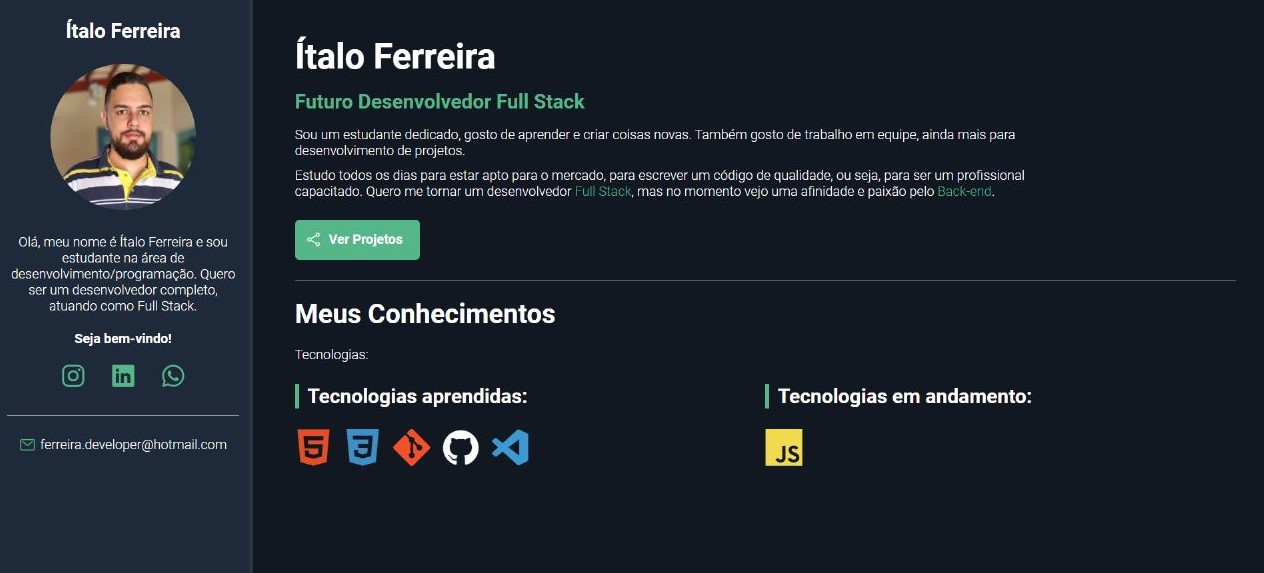 Ítalo Ferreira
Olá, meu nome é Ítalo Ferreira e sou
estudante na área de
desenvolvimento/programação. Quero
ser um desenvolvedor completo,
atuando como Full Stack.
Seja bem-vindo!
ferreira.developer@hotmail.com
Ítalo Ferreira
Futuro Desenvolvedor Full Stack
Sou um estudante dedicado, gosto de aprender e criar coisas novas. Também gosto de trabalho em equipe, ainda mais para
desenvolvimento de projetos.
Estudo todos os dias para estar apto para o mercado, para escrever um código de qualidade, ou seja, para ser um profissional
capacitado. Quero me tornar um desenvolvedor Full Stack, mas no momento vejo uma afinidade e paixão pelo Back-end.
Ver Projetos
Meus Conhecimentos
Tecnologias:
Tecnologias aprendidas:
5 3
Tecnologias em andamento:
JS